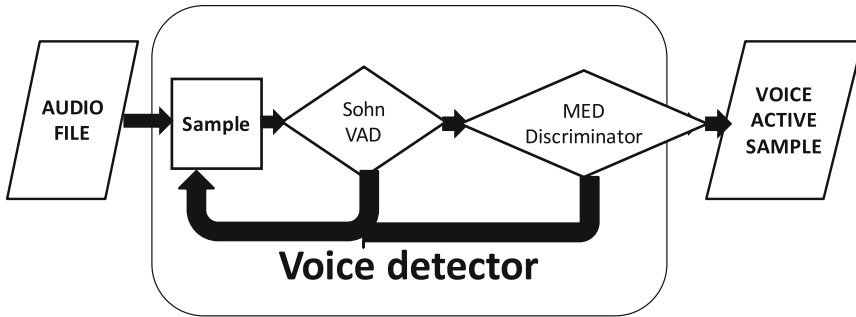 AUDIO
FILE
Sample
Sohn
VAD
MED
Discriminator
VOICE
ACTIVE
SAMPLE
Voice detector